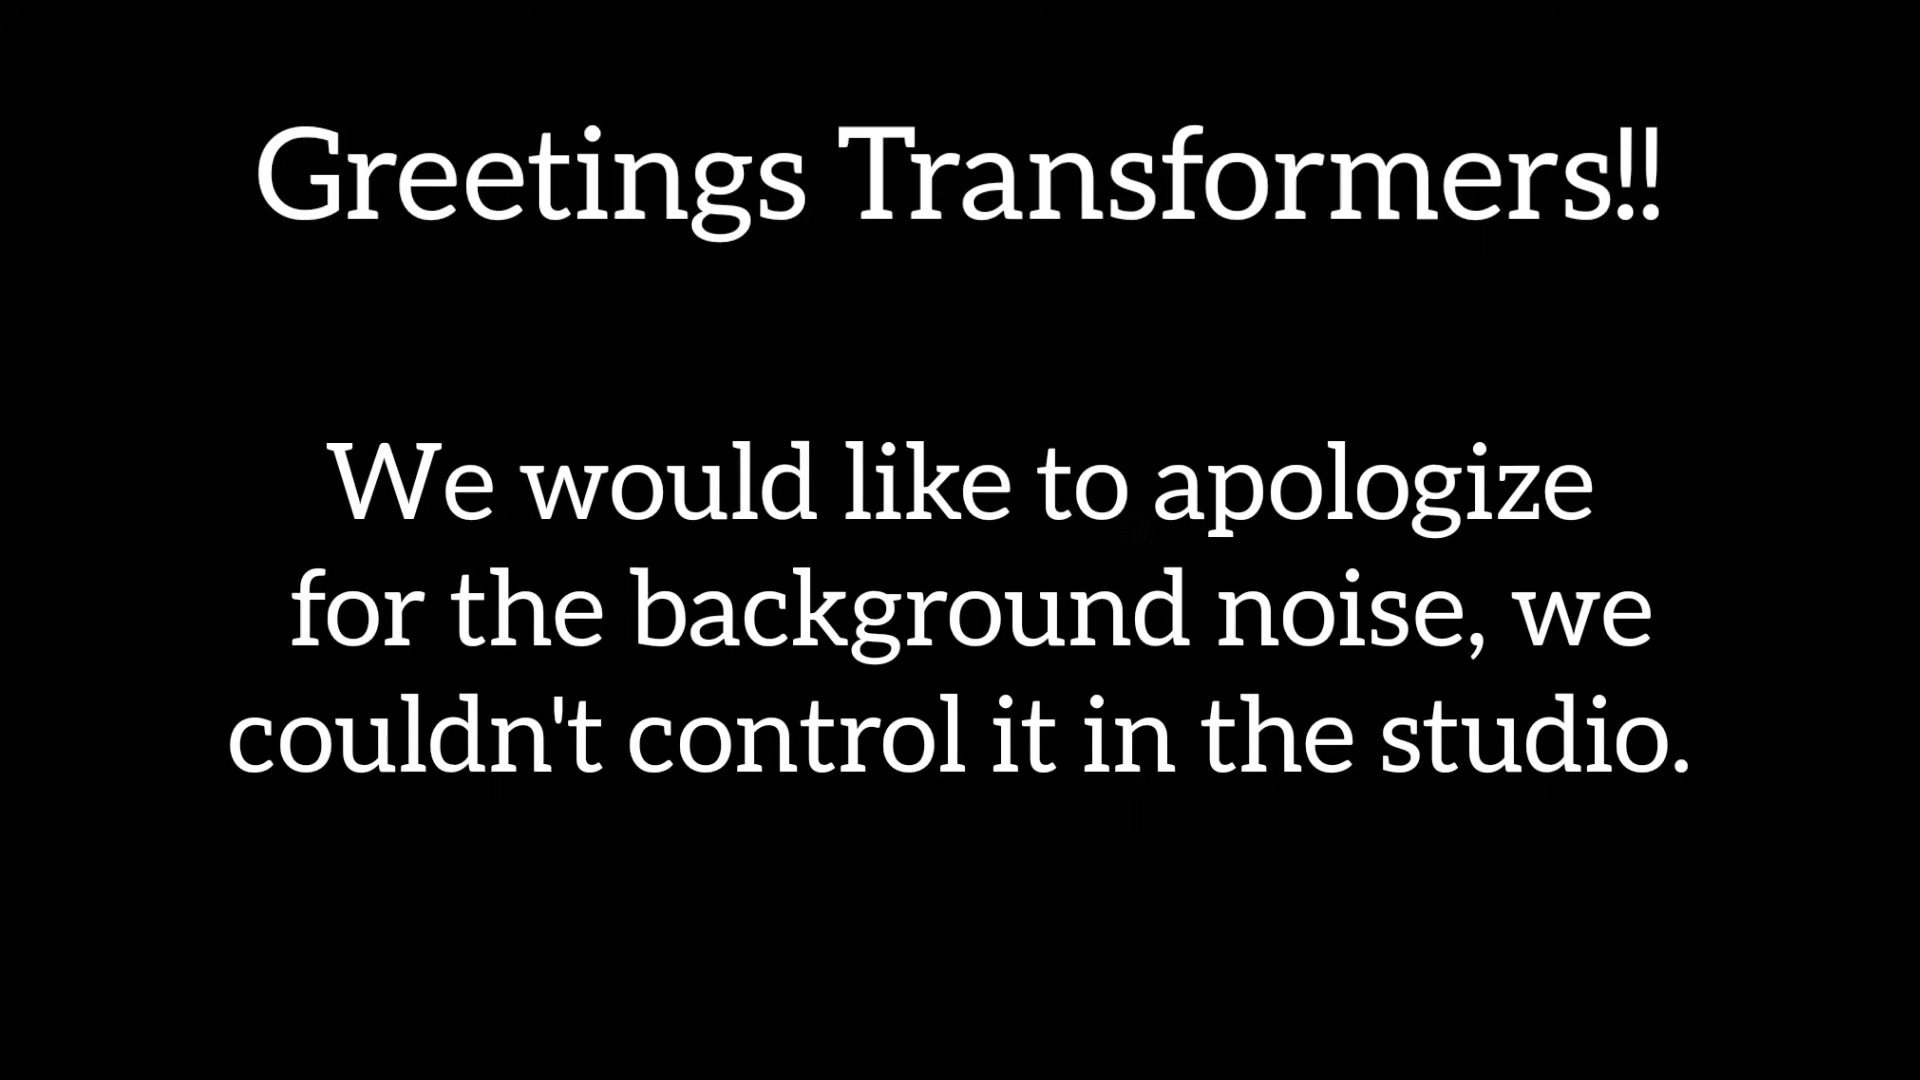 Greetings Transformers!!
We would like to apologize
for the background noise, we
couldn't control it in the studio.